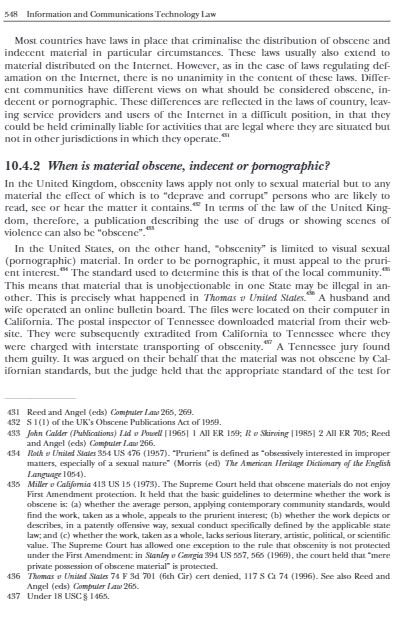 548 Information and Communications Technology Law
Most countries have laws in place that criminalise the distribution of obscene and
indecent material in particular circumstances. These laws usually also extend to
material distributed on the Internet. However, as in the case of laws regulating def-
amation on the Internet, there is no unanimity in the content of these laws. Differ-
ent communities have different views on what should be considered obscene, in-
decent or pornographic. These differences are reflected in the laws of country, leav-
ing service providers and users of the Internet in a difficult position, in that they
could be held criminally liable for activities that are legal where they are situated but
not in other jurisdictions in which they operate.431
10.4.2 When is material obscene, indecent or pornographic?
In the United Kingdom, obscenity laws apply not only to sexual material but to any
material the effect of which is to “deprave and corrupt” persons who are likely to
read, see or hear the matter it contains.432 In terms of the law of the United King-
dom, therefore, a publication describing the use of drugs or showing scenes of
violence can also be “obscene”.433
In the United States, on the other hand, “obscenity” is limited to visual sexual
(pornographic) material. In order to be pornographic, it must appeal to the pruri-
ent interest.434 The standard used to determine this is that of the local community.435
This means that material that is unobjectionable in one State may be illegal in an-
other. This is precisely what happened in Thomas v United States.436 A husband and
wife operated an online bulletin board. The files were located on their computer in
California. The postal inspector of Tennessee downloaded material from their web-
site. They were subsequently extradited from California to Tennessee where they
were charged with interstate transporting of obscenity.437 A Tennessee jury found
them guilty. It was argued on their behalf that the material was not obscene by Cal-
ifornian standards, but the judge held that the appropriate standard of the test for
431 Reed and Angel (eds) Computer Law 265, 269.
432 S 1(1) of the UK’s Obscene Publications Act of 1959.
433 John Calder (Publications) Ltd v Powell [1965] 1 All ER 159; R v Skirving [1985] 2 All ER 705; Reed
and Angel (eds) Computer Law 266.
434 Roth v United States 354 US 476 (1957). “Prurient” is defined as “obsessively interested in improper
matters, especially of a sexual nature” (Morris (ed) The American Heritage Dictionary of the English
Language 1054).
435 Miller v California 413 US 15 (1973). The Supreme Court held that obscene materials do not enjoy
First Amendment protection. It held that the basic guidelines to determine whether the work is
obscene is: (a) whether the average person, applying contemporary community standards, would
find the work, taken as a whole, appeals to the prurient interest; (b) whether the work depicts or
describes, in a patently offensive way, sexual conduct specifically defined by the applicable state
law; and (c) whether the work, taken as a whole, lacks serious literary, artistic, political, or scientific
value. The Supreme Court has allowed one exception to the rule that obscenity is not protected
under the First Amendment: in Stanley v Georgia 394 US 557, 565 (1969), the court held that “mere
private possession of obscene material” is protected.
436 Thomas v United States 74 F 3d 701 (6th Cir) cert denied, 117 S Ct 74 (1996). See also Reed and
Angel (eds) Computer Law 265.
437 Under 18 USC § 1465.